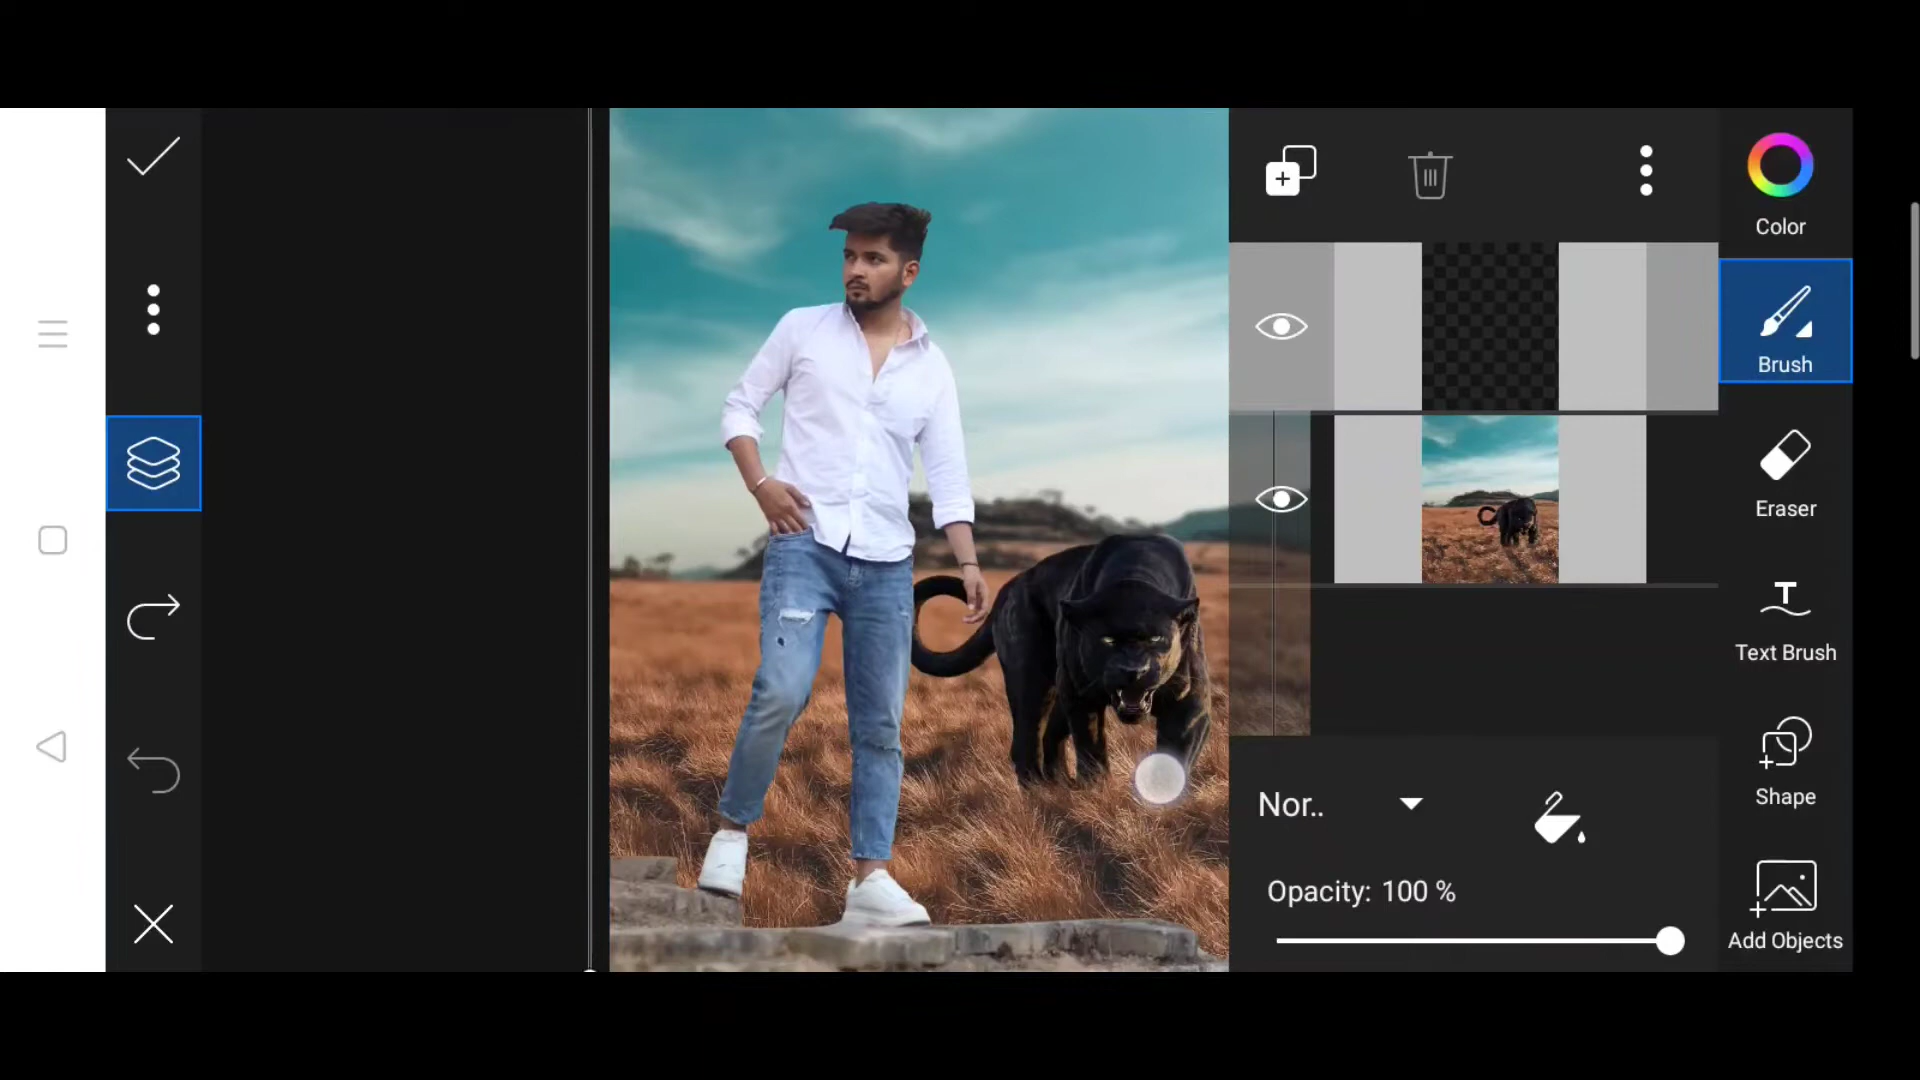 Color
Brush
Eraser
T
Text Brush
Shape
Nor..
Opacity: 100 %
Add Objects